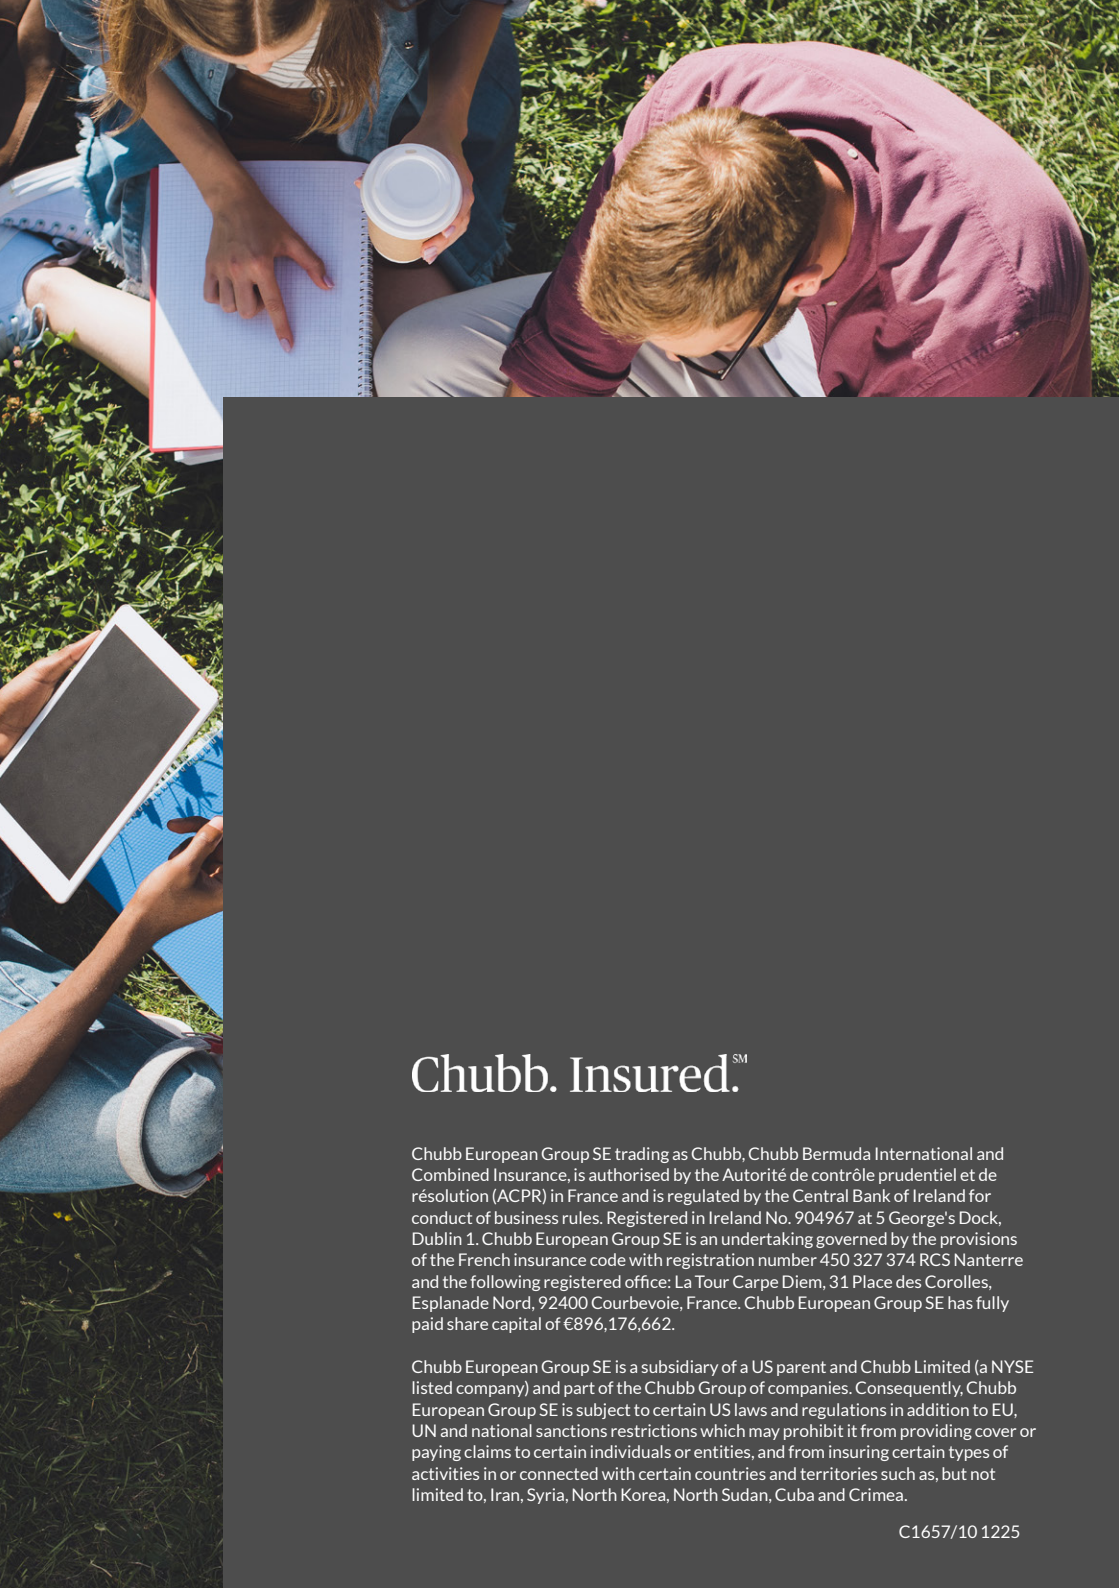 Chubb. Insured.℠
Chubb European Group SE trading as Chubb, Chubb Bermuda International and
Combined Insurance, is authorised by the Autorité de contrôle prudentiel et de
résolution (ACPR) in France and is regulated by the Central Bank of Ireland for
conduct of business rules. Registered in Ireland No. 904967 at 5 George's Dock,
Dublin 1. Chubb European Group SE is an undertaking governed by the provisions
of the French insurance code with registration number 450 327 374 RCS Nanterre
and the following registered office: La Tour Carpe Diem, 31 Place des Corolles,
Esplanade Nord, 92400 Courbevoie, France. Chubb European Group SE has fully
paid share capital of €896,176,662.
Chubb European Group SE is a subsidiary of a US parent and Chubb Limited (a NYSE
listed company) and part of the Chubb Group of companies. Consequently, Chubb
European Group SE is subject to certain US laws and regulations in addition to EU,
UN and national sanctions restrictions which may prohibit it from providing cover or
paying claims to certain individuals or entities, and from insuring certain types of
activities in or connected with certain countries and territories such as, but not
limited to, Iran, Syria, North Korea, North Sudan, Cuba and Crimea.
C1657/10 1225